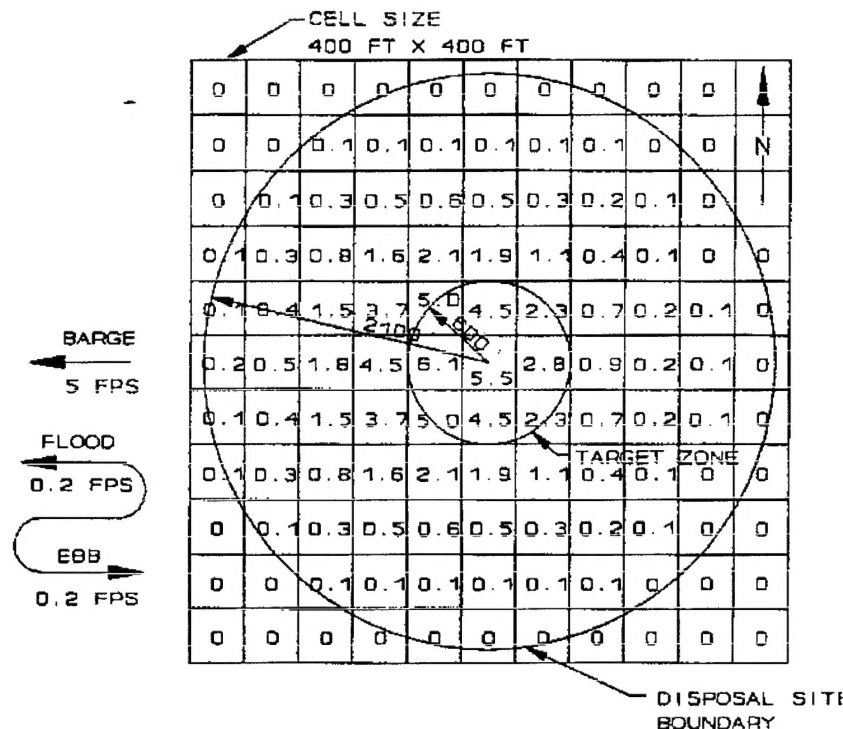 CELL SIZE
400 FT X 400 FT
0 0 0 0 0 0 0 0 0 0
0 0 0.1 0.1 0.1 0.1 0.1 0.1 0 0 N
0 0.1 0.3 0.5 0.6 0.5 0.3 0.2 0.1 0
0.1 0.3 0.8 1.6 2.1 1.9 1.1 0.4 0.1 0 0
0.1 0.4 1.5 3.7 5.0 4.5 2.3 0.7 0.2 0.1 0
600
BARGE
0.2 0.5 1.8 4.5 6.1 5.5 2.8 0.9 0.2 0.1 0
5 FPS
0.1 0.4 1.5 3.7 5.0 4.5 2.3 0.7 0.2 0.1 0
FLOOD
TARGET ZONE
0.1 0.3 0.8 1.6 2.1 1.9 1.1 0.4 0.1 0 0
0.2 FPS
0 0.1 0.3 0.5 0.6 0.5 0.3 0.2 0.1 0 0
EBB
0 0 0.1 0.1 0.1 0.1 0.1 0.1 0 0 0
0.2 FPS
0 0 0 0 0 0 0 0 0 0 0
DISPOSAL SITE
BOUNDARY